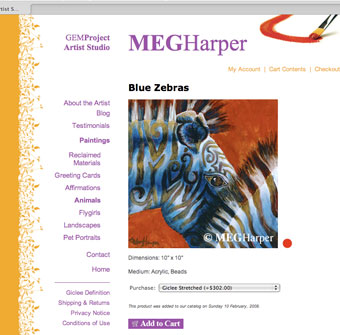 Artist S...
GEMProject
Artist Studio
MEGHarper
My Account | Cart Contents | Checkout
Blue Zebras
About the Artist
Blog
Testimonials
Paintings
Reclaimed
Materials
Greeting Cards
Affirmations
Animals
Flygirls
Landscapes
Pet Portraits
Contact
Home
Giclee Definition
Shipping & Returns
Privacy Notice
Conditions of Use
© MEGHarper
Dimensions: 10" x 10"
Medium: Acrylic, Beads
Purchase: Giclee Stretched (+$302.00)
This product was added to our catalog on Sunday 10 February, 2008.
Add to Cart